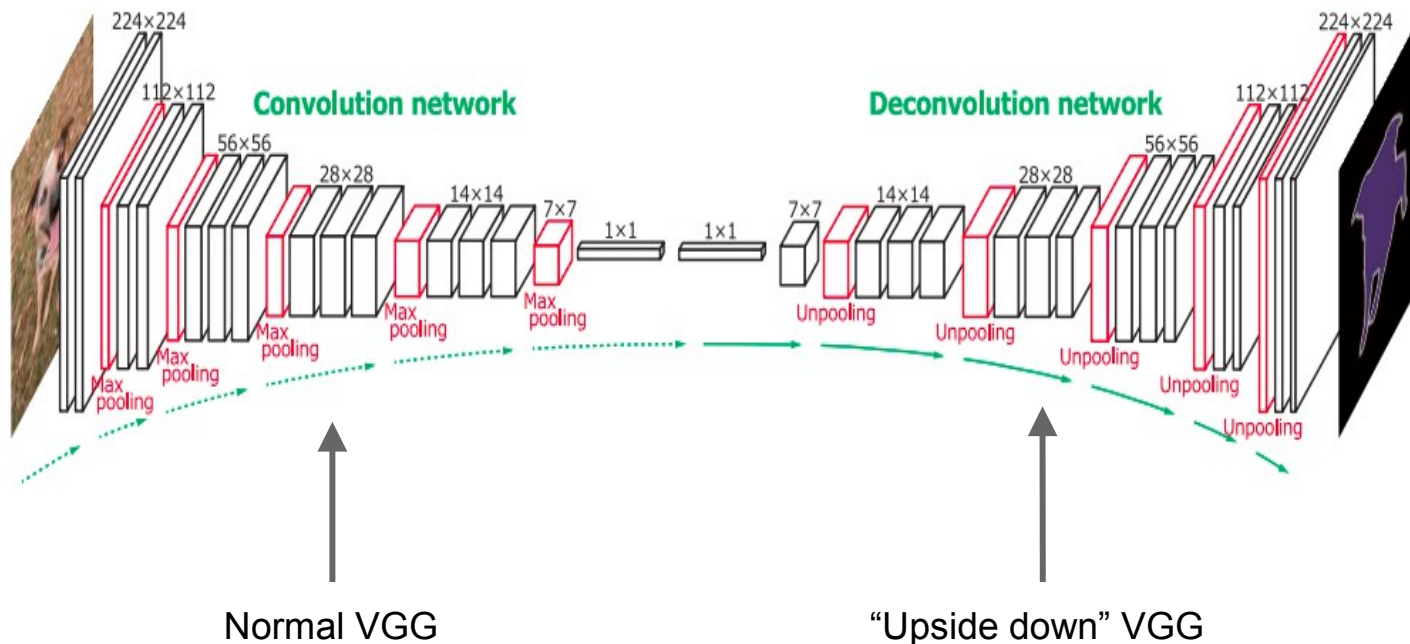 224×224
112×112
Convolution network
56×56
28×28
14×14
7×7
1×1
1×1
7×7
14×14
28×28
Deconvolution network
56×56
112×112
224×224
Max
pooling
Max
pooling
Max
pooling
Max
pooling
Max
pooling
Unpooling
Unpooling
Unpooling
Unpooling
Unpooling
Normal VGG
“Upside down” VGG